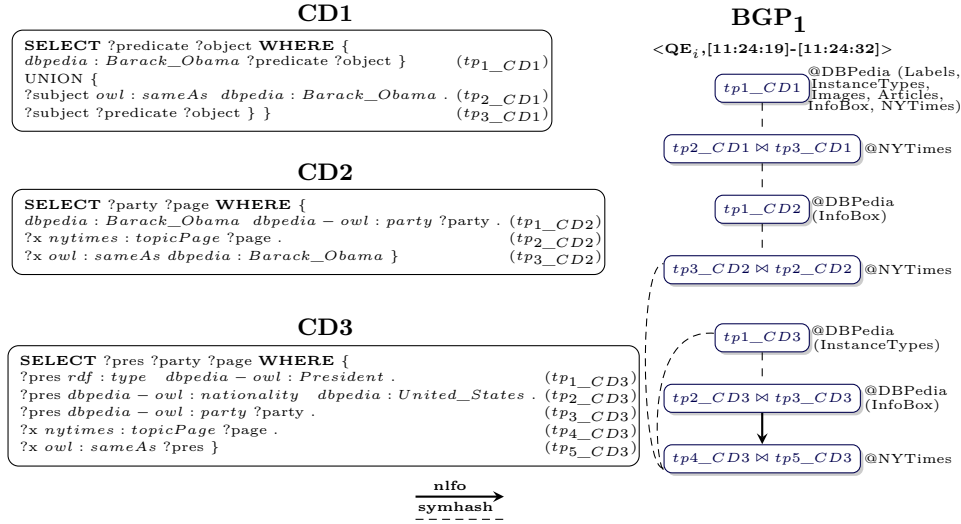 CD1
SELECT ?predicate ?object WHERE {
dbpedia : Barack_Obama ?predicate ?object } (tp1_CD1)
UNION {
?subject owl : sameAs dbpedia : Barack_Obama . (tp2_CD1)
?subject ?predicate ?object } } (tp3_CD1)
CD2
SELECT ?party ?page WHERE {
dbpedia : Barack_Obama dbpedia − owl : party ?party . (tp1_CD2)
?x nytimes : topicPage ?page . (tp2_CD2)
?x owl : sameAs dbpedia : Barack_Obama } (tp3_CD2)
CD3
SELECT ?pres ?party ?page WHERE {
?pres rdf : type dbpedia − owl : President . (tp1_CD3)
?pres dbpedia − owl : nationality dbpedia : United_States . (tp2_CD3)
?pres dbpedia − owl : party ?party . (tp3_CD3)
?x nytimes : topicPage ?page . (tp4_CD3)
?x owl : sameAs ?pres } (tp5_CD3)
nlfo
symhash
BGP1
<QEi,[11:24:19]-[11:24:32]>
tp1_CD1
@DBPedia (Labels,
InstanceTypes,
Images, Articles,
InfoBox, NYTimes)
tp2_CD1 ⋈ tp3_CD1 @NYTimes
tp1_CD2
@DBPedia
(InfoBox)
tp3_CD2 ⋈ tp2_CD2 @NYTimes
tp1_CD3
@DBPedia
(InstanceTypes)
tp2_CD3 ⋈ tp3_CD3
@DBPedia
(InfoBox)
tp4_CD3 ⋈ tp5_CD3 @NYTimes